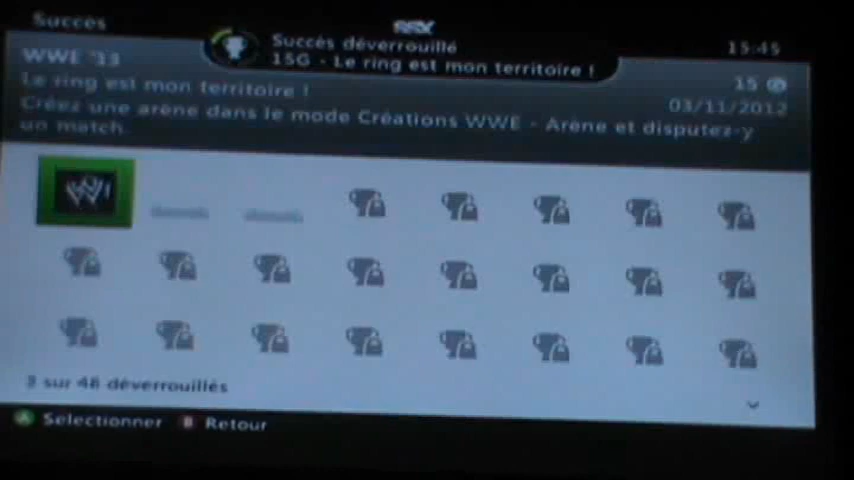 Succès
Succès déverrouillé
15G - Le ring est mon territoire !
15:45
WWE '13
15 G
Le ring est mon territoire !
03/11/2012
Créez une arène dans le mode Créations WWE - Arène et disputez-y
un match.
W
3 sur 48 déverrouillés
A Sélectionner B Retour